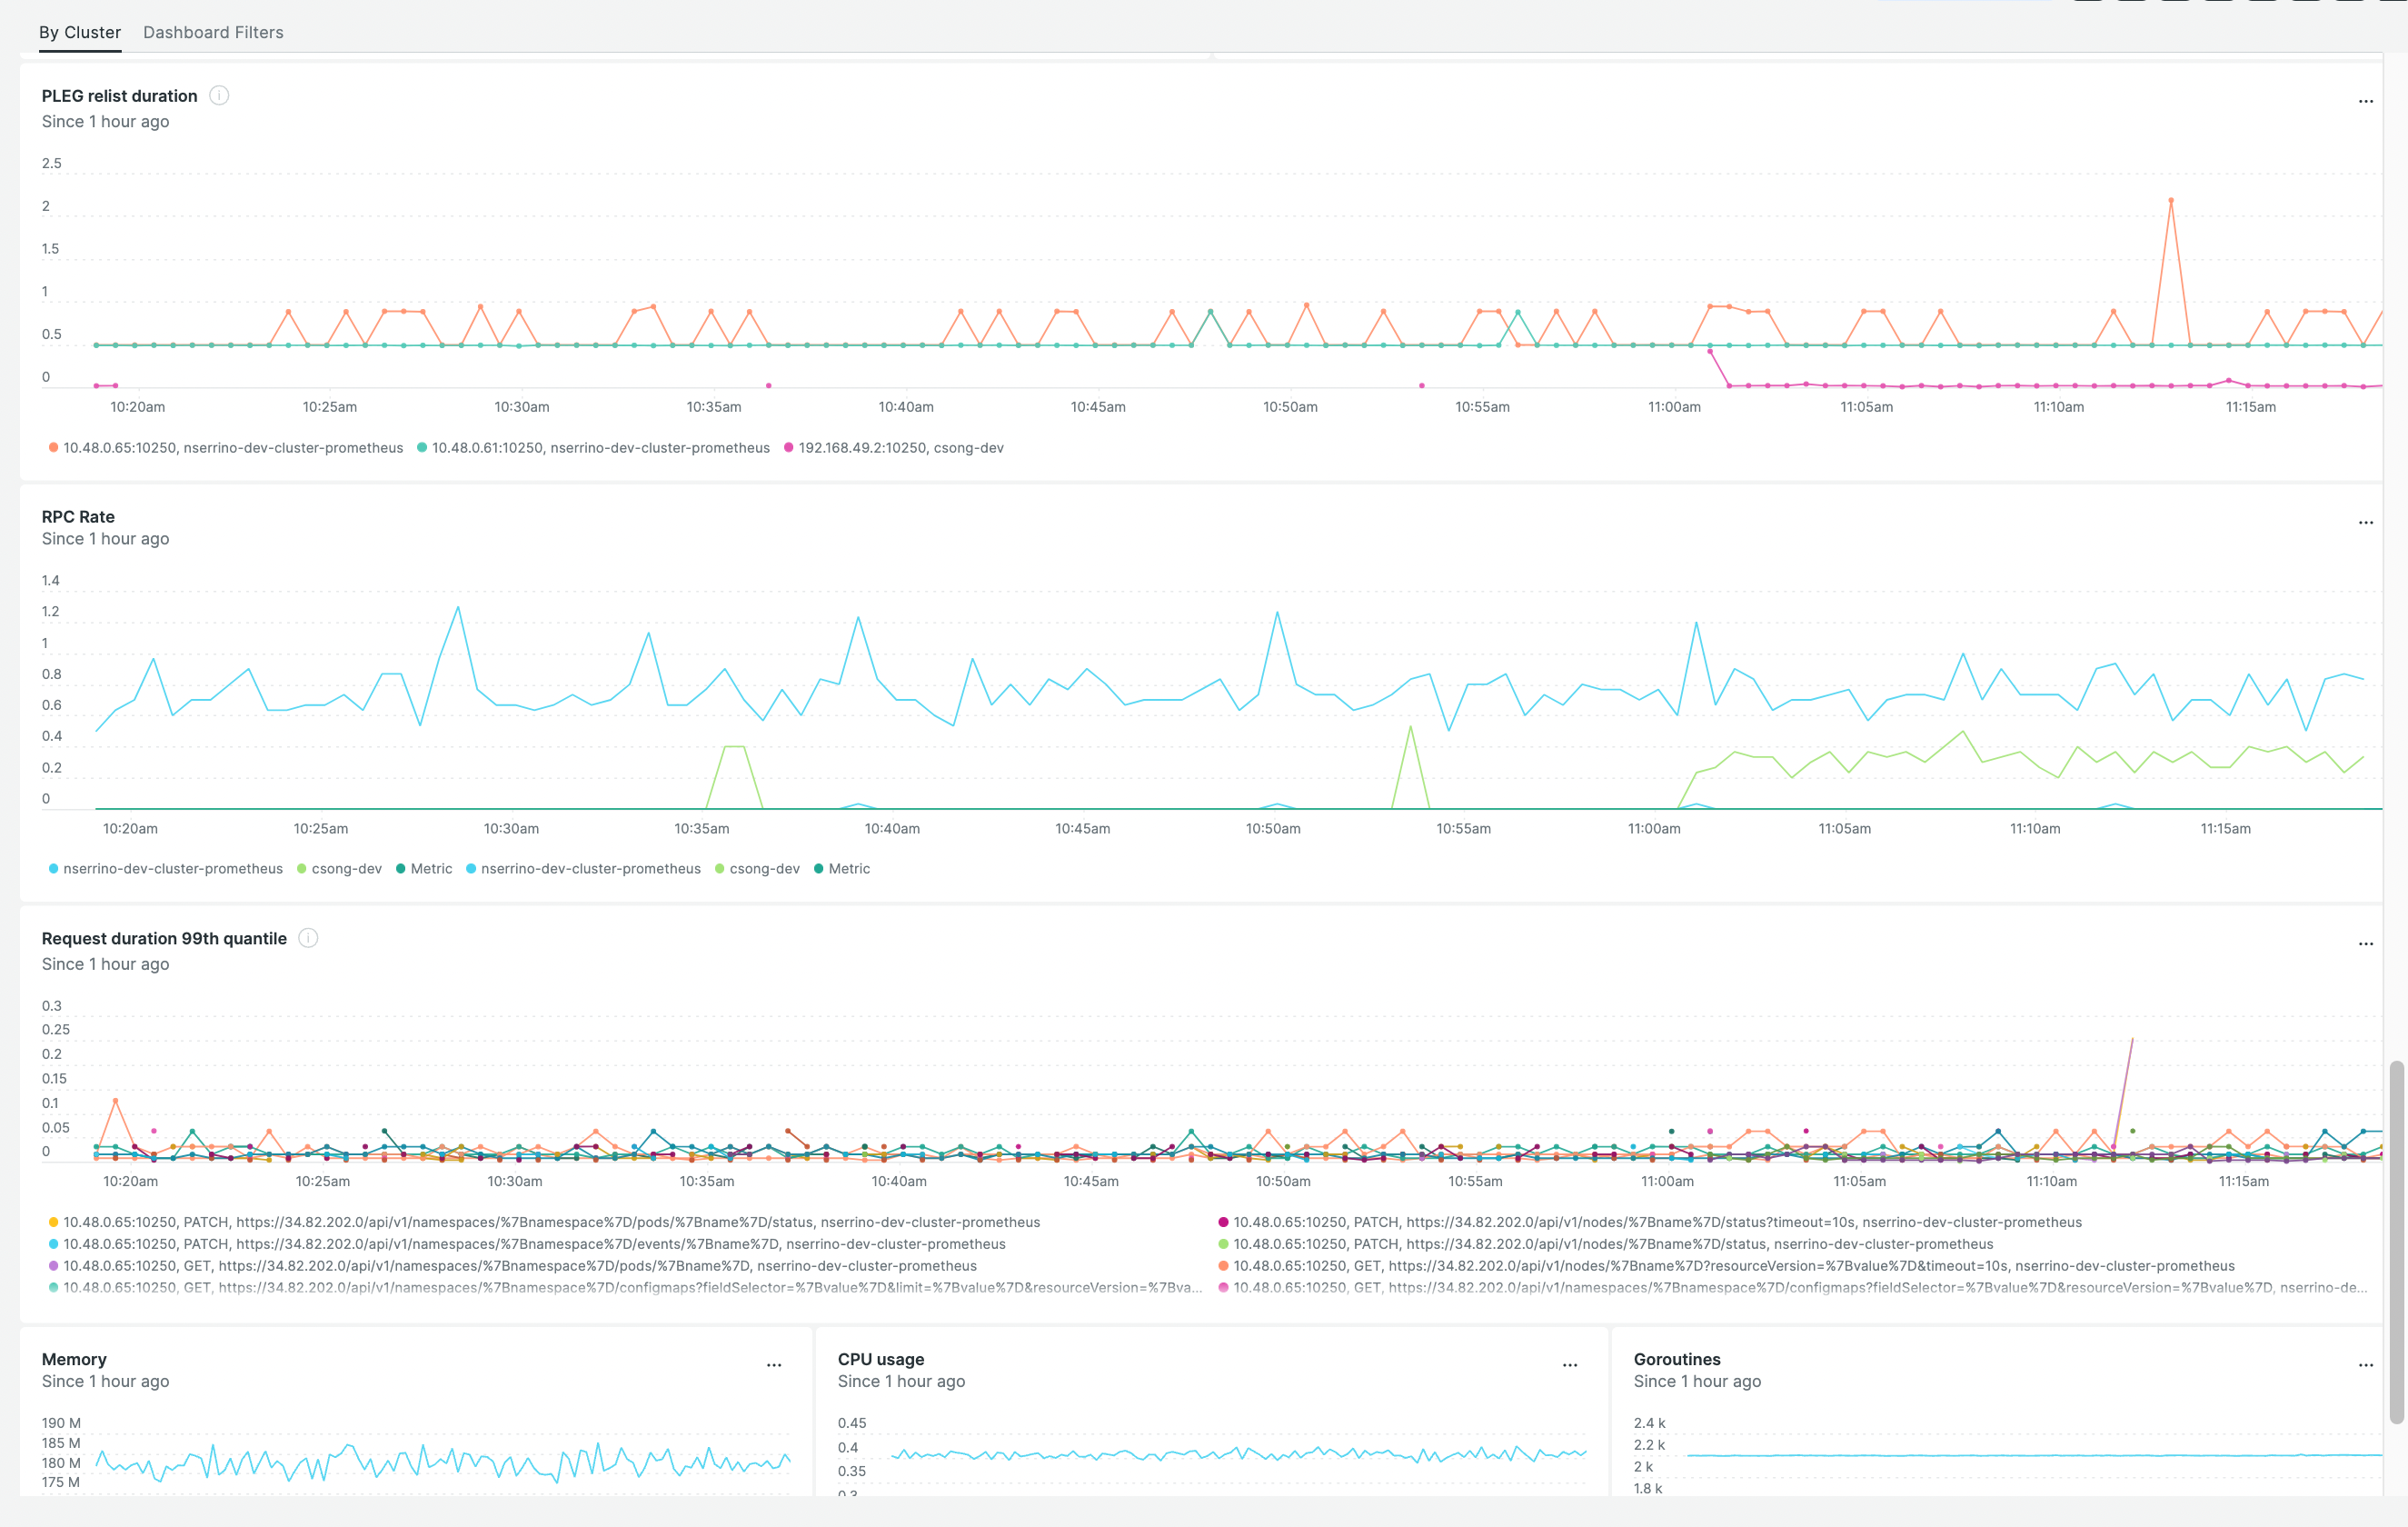 By Cluster Dashboard Filters
PLEG relist duration
Since 1 hour ago
2.5
2
1.5
1
0.5
0
10:20am 10:25am 10:30am 10:35am 10:40am 10:45am 10:50am 10:55am 11:00am 11:05am 11:10am 11:15am
10.48.0.65:10250, nserrino-dev-cluster-prometheus 10.48.0.61:10250, nserrino-dev-cluster-prometheus 192.168.49.2:10250, csong-dev
RPC Rate
Since 1 hour ago
1.4
1.2
1
0.8
0.6
0.4
0.2
0
10:20am 10:25am 10:30am 10:35am 10:40am 10:45am 10:50am 10:55am 11:00am 11:05am 11:10am 11:15am
nserrino-dev-cluster-prometheus csong-dev Metric nserrino-dev-cluster-prometheus csong-dev Metric
Request duration 99th quantile
Since 1 hour ago
0.3
0.25
0.2
0.15
0.1
0.05
0
10:20am 10:25am 10:30am 10:35am 10:40am 10:45am 10:50am 10:55am 11:00am 11:05am 11:10am 11:15am
10.48.0.65:10250, PATCH, https://34.82.202.0/api/v1/namespaces/%7Bnamespace%7D/pods/%7Bname%7D/status, nserrino-dev-cluster-prometheus
10.48.0.65:10250, PATCH, https://34.82.202.0/api/v1/nodes/%7Bname%7D/status?timeout=10s, nserrino-dev-cluster-prometheus
10.48.0.65:10250, PATCH, https://34.82.202.0/api/v1/namespaces/%7Bnamespace%7D/events/%7Bname%7D, nserrino-dev-cluster-prometheus
10.48.0.65:10250, PATCH, https://34.82.202.0/api/v1/nodes/%7Bname%7D/status, nserrino-dev-cluster-prometheus
10.48.0.65:10250, GET, https://34.82.202.0/api/v1/namespaces/%7Bnamespace%7D/pods/%7Bname%7D, nserrino-dev-cluster-prometheus
10.48.0.65:10250, GET, https://34.82.202.0/api/v1/nodes/%7Bname%7D?resourceVersion=%7Bvalue%7D&timeout=10s, nserrino-dev-cluster-prometheus
10.48.0.65:10250, GET, https://34.82.202.0/api/v1/namespaces/%7Bnamespace%7D/configmaps?fieldSelector=%7Bvalue%7D&limit=%7Bvalue%7D&resourceVersion=%7Bva...
10.48.0.65:10250, GET, https://34.82.202.0/api/v1/namespaces/%7Bnamespace%7D/configmaps?fieldSelector=%7Bvalue%7D&resourceVersion=%7Bvalue%7D, nserrino-de...
Memory
Since 1 hour ago
190 M
185 M
180 M
175 M
CPU usage
Since 1 hour ago
0.45
0.4
0.35
0.3
Goroutines
Since 1 hour ago
2.4 k
2.2 k
2 k
1.8 k